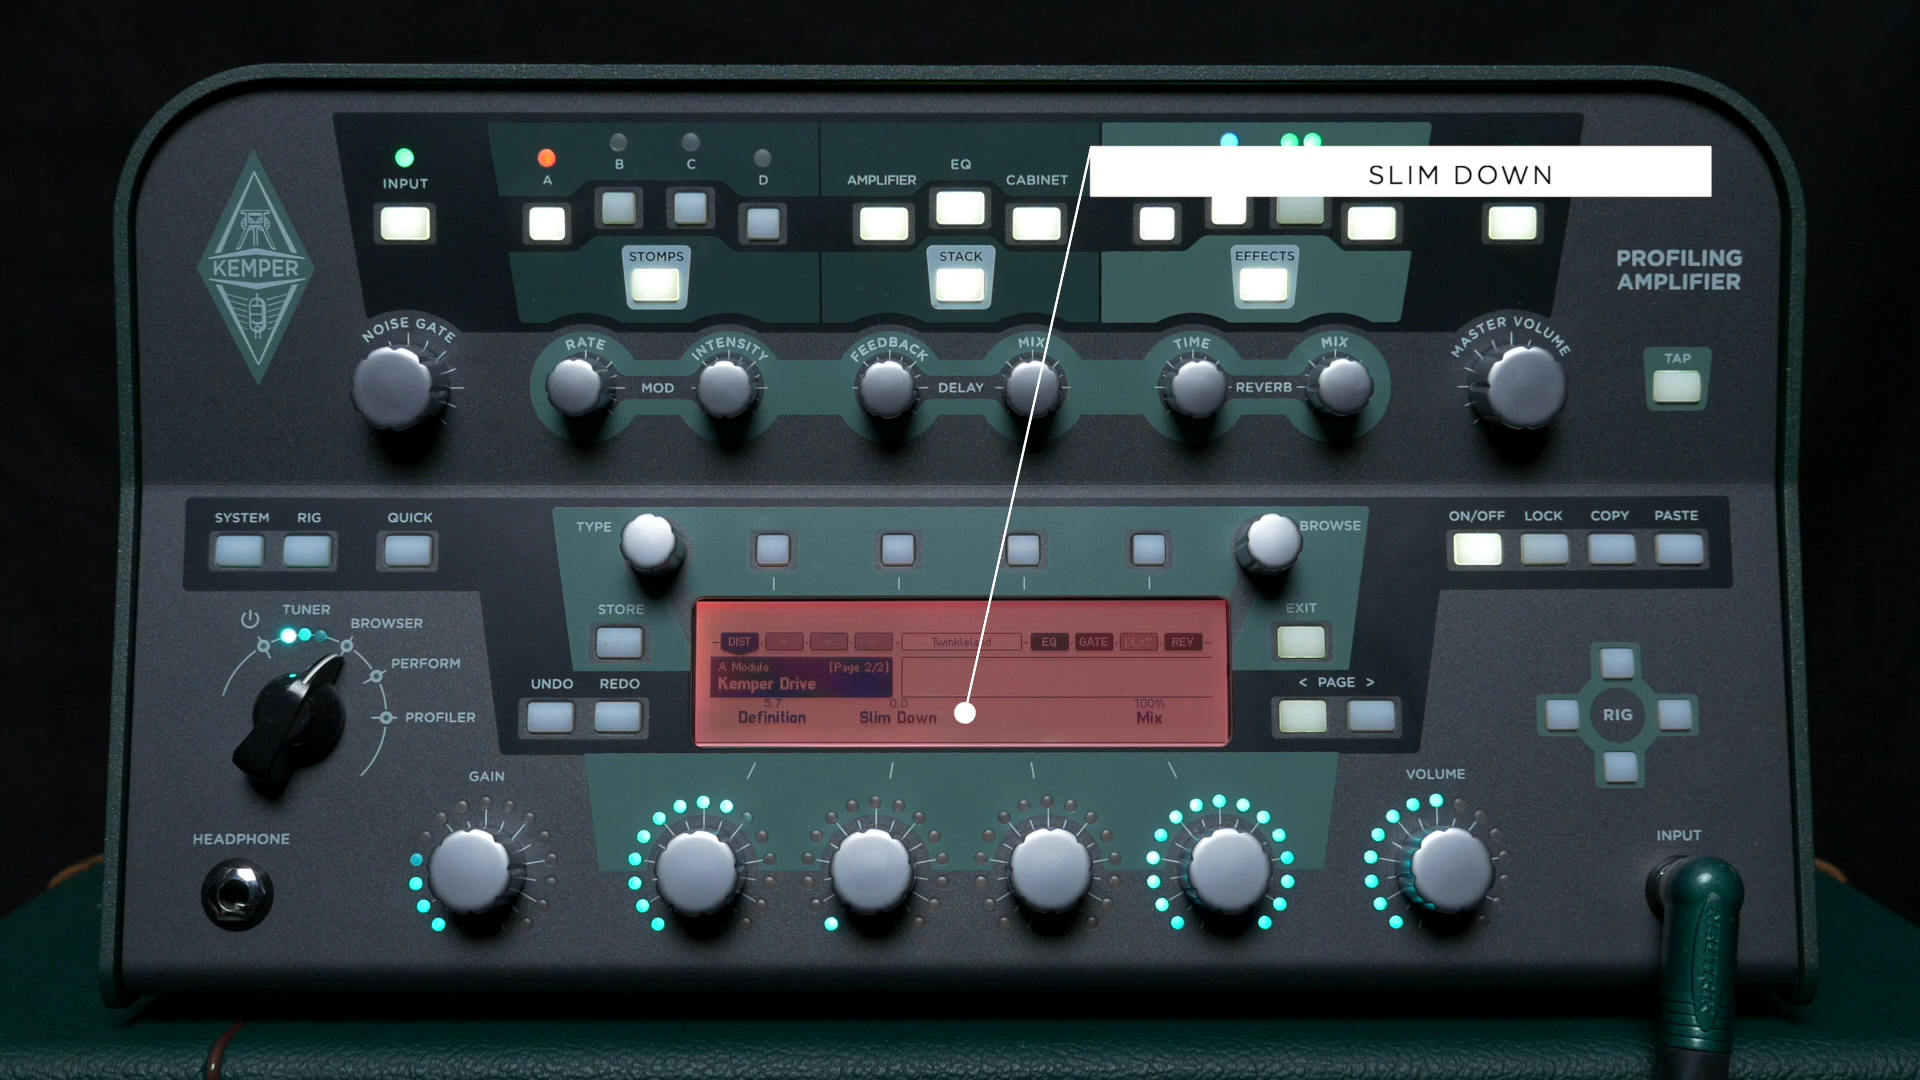 SLIM DOWN
INPUT
A
B
C
D
AMPLIFIER
EQ
CABINET
STOMPS
STACK
EFFECTS
KEMPER
PROFILING
AMPLIFIER
NOISE GATE
RATE
MOD
INTENSITY
FEEDBACK
DELAY
MIX
TIME
REVERB
MIX
MASTER VOLUME
TAP
SYSTEM
RIG
QUICK
TYPE
BROWSE
ON/OFF
LOCK
COPY
PASTE
TUNER
BROWSER
PERFORM
PROFILER
STORE
UNDO
REDO
DIST
EQ
GATE
REV
A Module
[Page 2/2]
Kemper Drive
5.7
0.0
100%
Definition
Slim Down
Mix
EXIT
< PAGE >
RIG
GAIN
VOLUME
HEADPHONE
INPUT
NEUTRIK